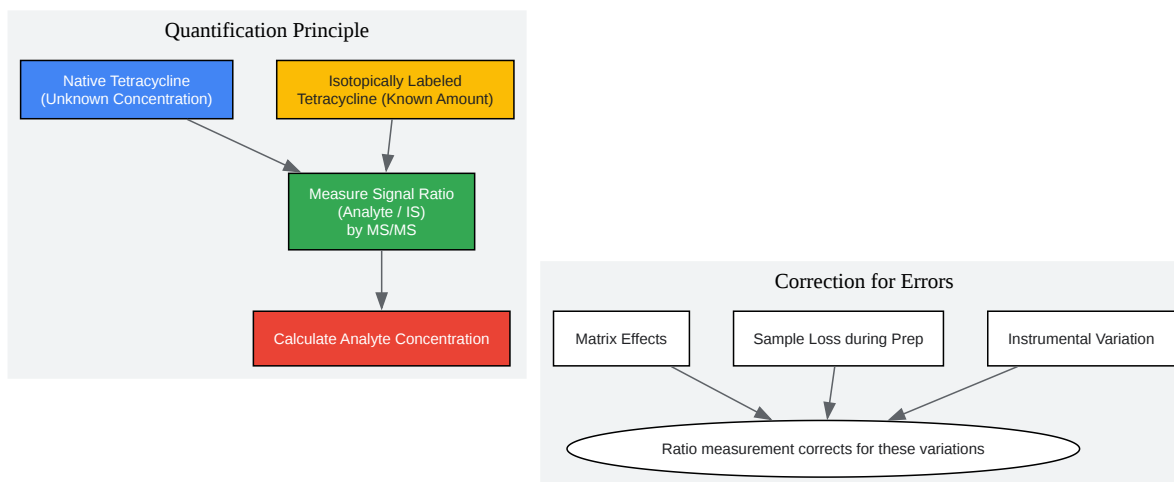 Quantification Principle
Native Tetracycline
(Unknown Concentration)
Isotopically Labeled
Tetracycline (Known Amount)
Measure Signal Ratio
(Analyte / IS)
by MS/MS
Calculate Analyte Concentration
Correction for Errors
Matrix Effects
Sample Loss during Prep
Instrumental Variation
Ratio measurement corrects for these variations